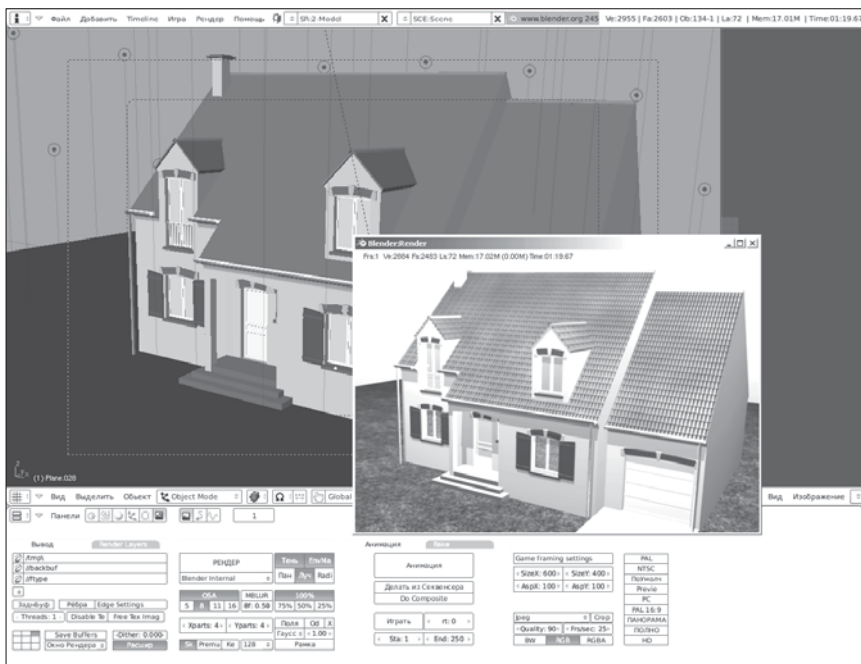 Файл Добавить Timeline Игра Рендер Помощь SR:2-Model SCE:Scene www.blender.org 245 Ve:2955 | Fa:2603 | Ob:134-1 | La:72 | Mem:17.01M | Time:01:19.67
Blender:Render
Fra:1 Ve:2884 Fa:2483 La:72 Mem:17.02M (0.00M) Time:01:19.67
z
(1) Plane.028
Вид Выделить Объект Object Mode Global
Вид Изображение
Панели 1
Вывод Render Layers
Анимация
//tmp\
//backbuf
//ftype
РЕНДЕР
Blender Internal
Тень EnvMa
Пан Луч Radi
OSA MBLUR 100%
5 8 11 16 Bf: 0.50 75% 50% 25%
Xparts: 4 Yparts: 4 Поля Od X
Гаусс 1.00
Premu Ke 128 Рамка
Задн6уф Рёбра Edge Settings
Threads: 1 Disable Te Free Tex Imag
Save Buffers Dither: 0.000
Окно Рендера Расшир
Анимация
Делать из Секвенсера
Do Composite
Играть rt: 0
Sta: 1 End: 250
Game framing settings
SizeX: 600 SizeY: 400
AspX: 100 AspY: 100
Jpeg Crop
Quality: 90 Frs/sec: 25
BW RGB RGBA
PAL
NTSC
Previe
PC
PAL 16:9
ПАНОРАМА
ПОЛНО
HD